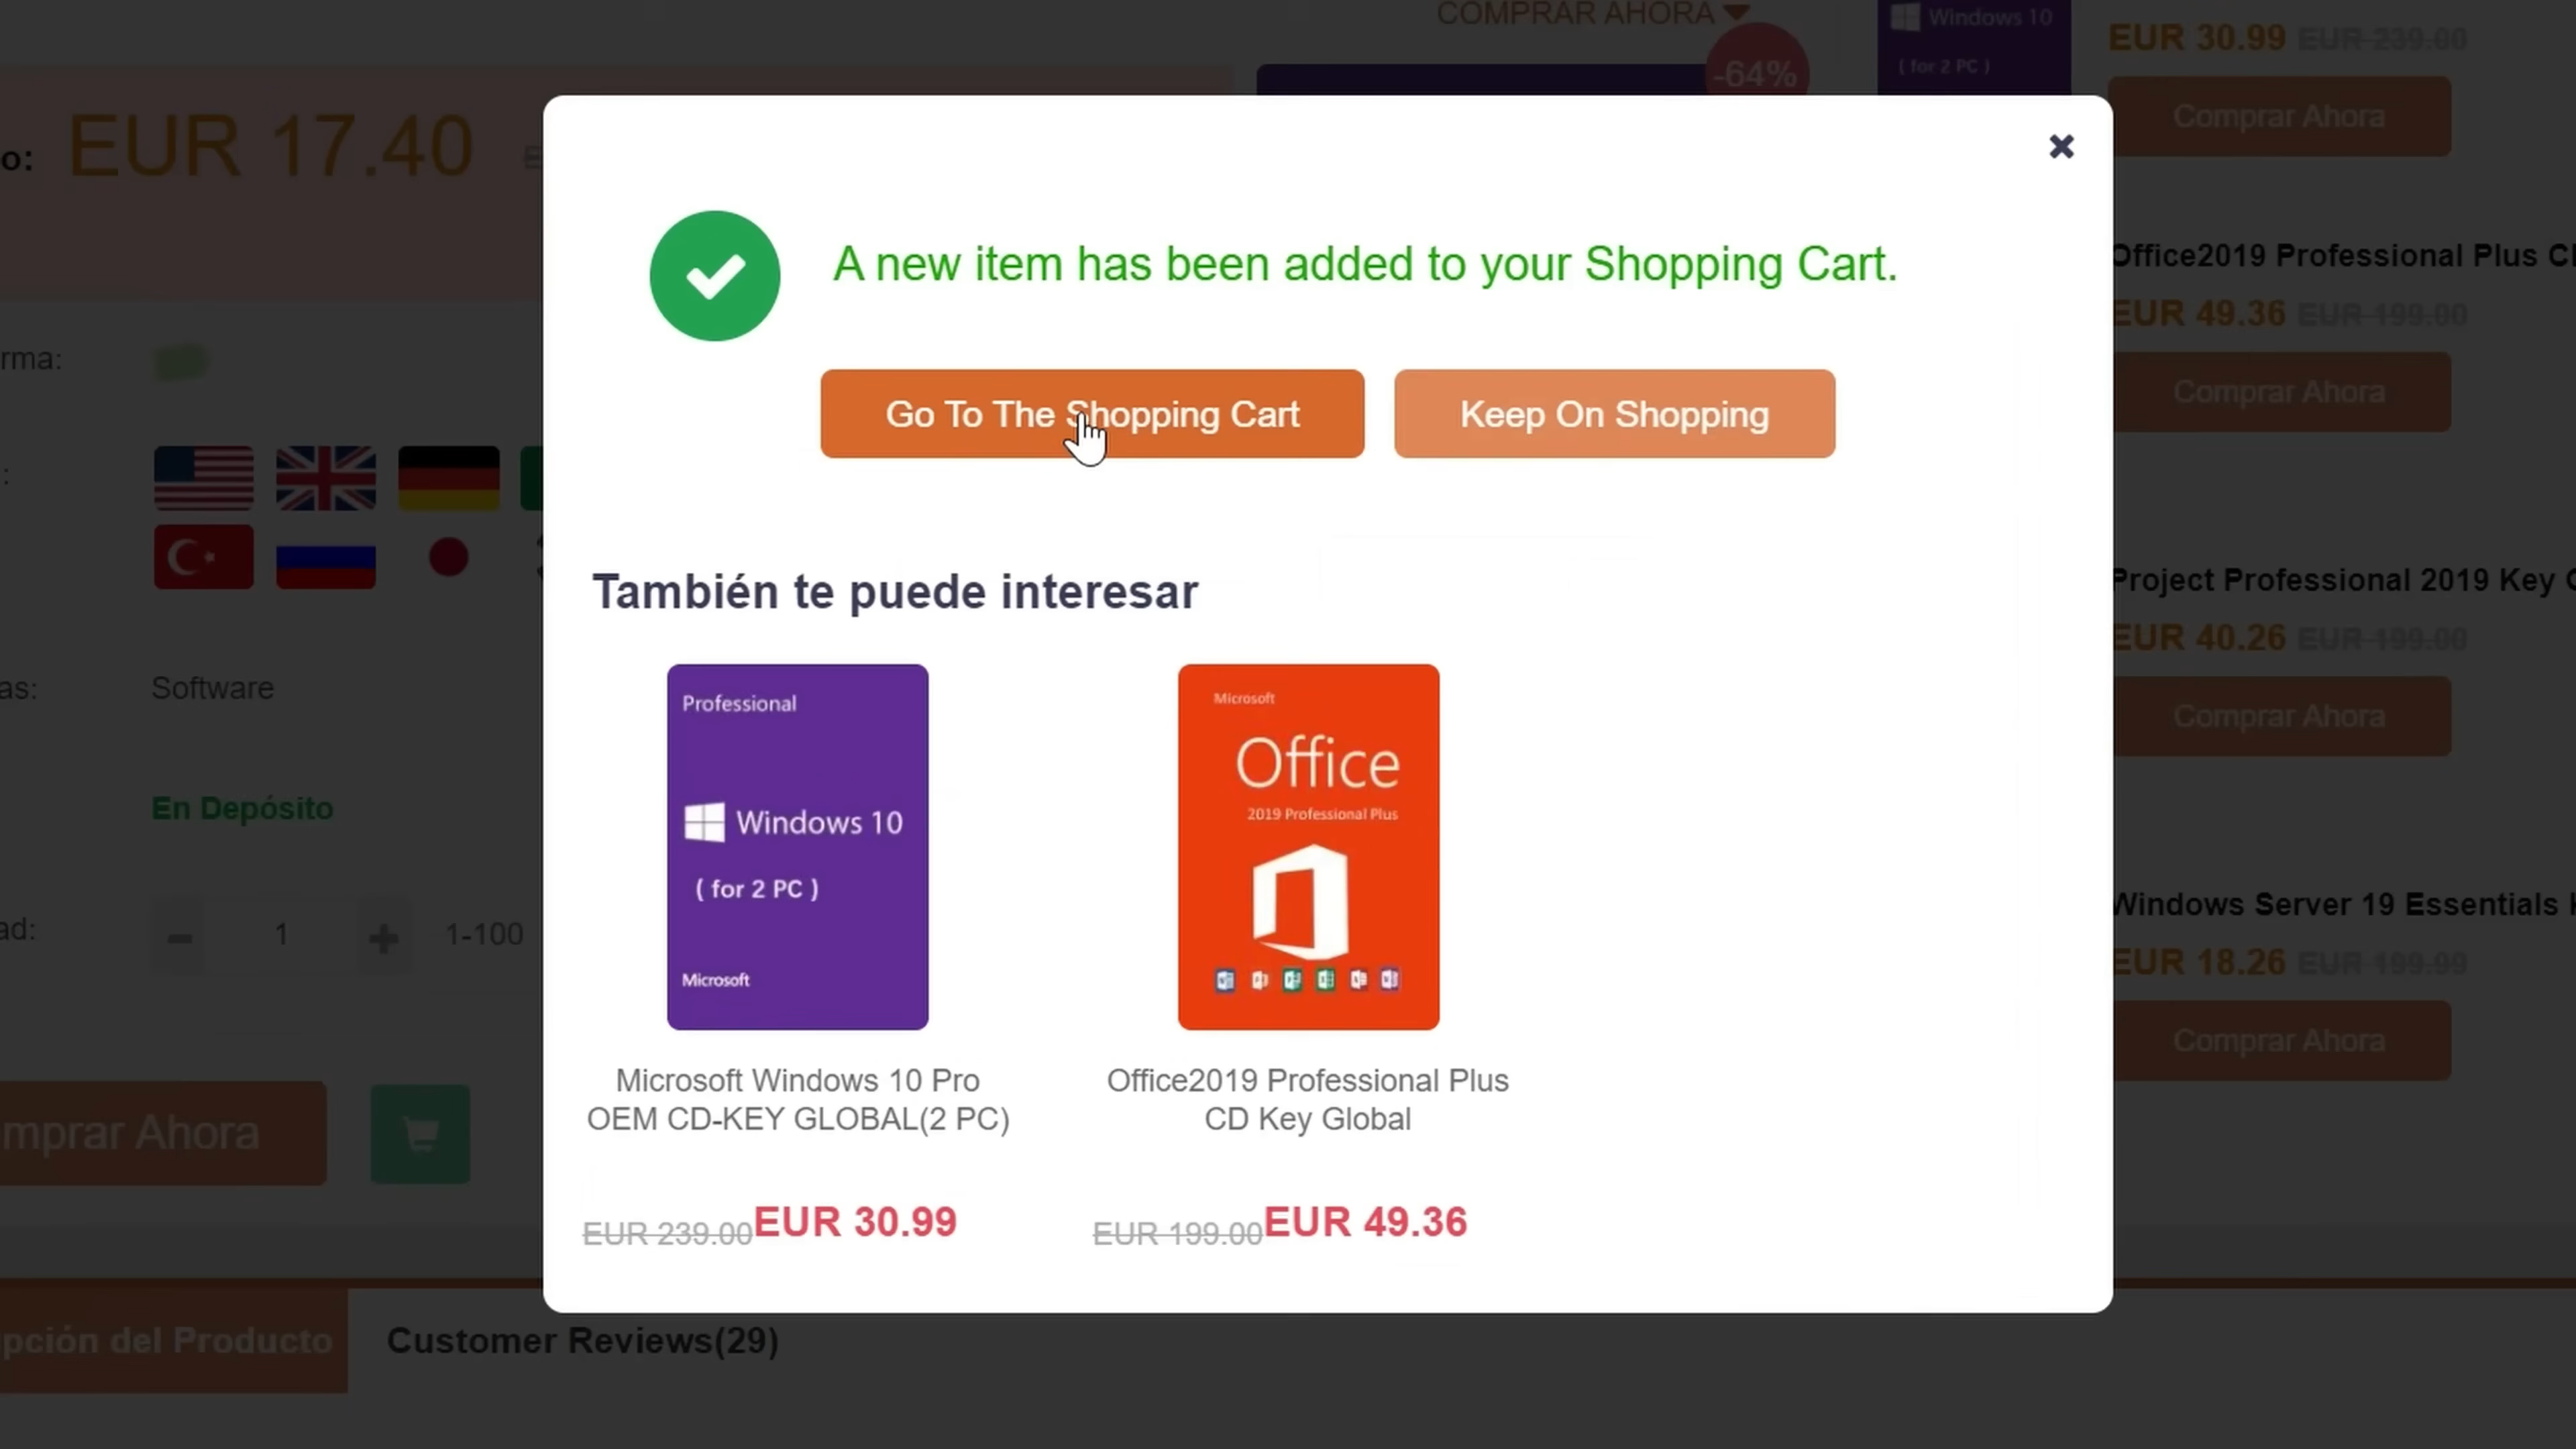 COMPRAR AHORA
-64%
Windows 10
( for 2 PC )
EUR 30.99 EUR 239.00
Comprar Ahora
o: EUR 17.40
A new item has been added to your Shopping Cart.
Go To The Shopping Cart
Keep On Shopping
rma:
:
as: Software
En Depósito
ad: 1 1-100
mprar Ahora
También te puede interesar
Professional
Windows 10
( for 2 PC )
Microsoft
Microsoft
Office
2019 Professional Plus
Microsoft Windows 10 Pro
OEM CD-KEY GLOBAL(2 PC)
EUR 239.00EUR 30.99
Office2019 Professional Plus
CD Key Global
EUR 199.00EUR 49.36
Office2019 Professional Plus
EUR 49.36 EUR 199.00
Comprar Ahora
Project Professional 2019 Key
EUR 40.26 EUR 199.00
Comprar Ahora
Windows Server 19 Essentials
EUR 18.26 EUR 199.99
Comprar Ahora
pción del Producto
Customer Reviews(29)